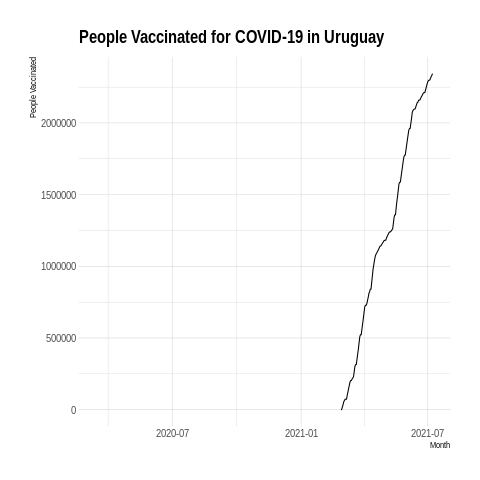 People Vaccinated for COVID-19 in Uruguay
People Vaccinated
2000000
1500000
1000000
500000
0
2020-07 2021-01 2021-07
Month